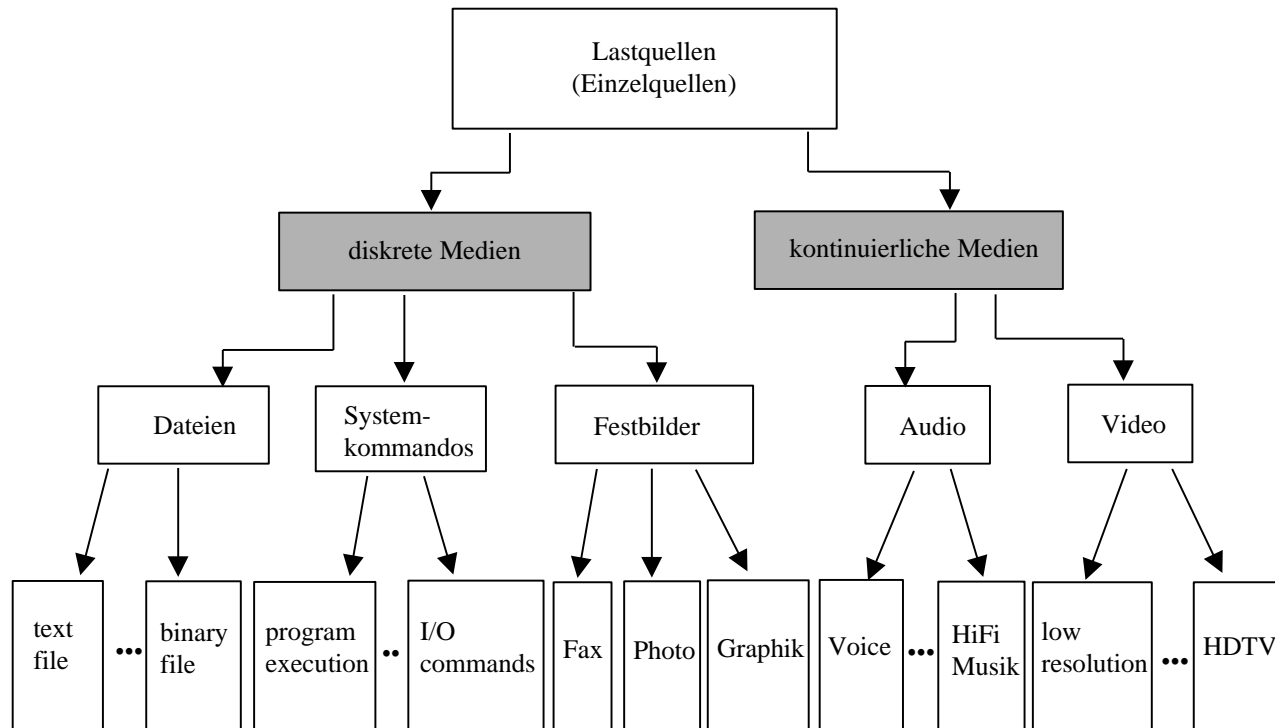 Lastquellen
(Einzelquellen)
diskrete Medien
kontinuierliche Medien
Dateien
System-
kommandos
Festbilder
Audio
Video
text
file
...
binary
file
program
execution
..
I/O
commands
Fax
Photo
Graphik
Voice
...
HiFi
Musik
low
resolution
...
HDTV